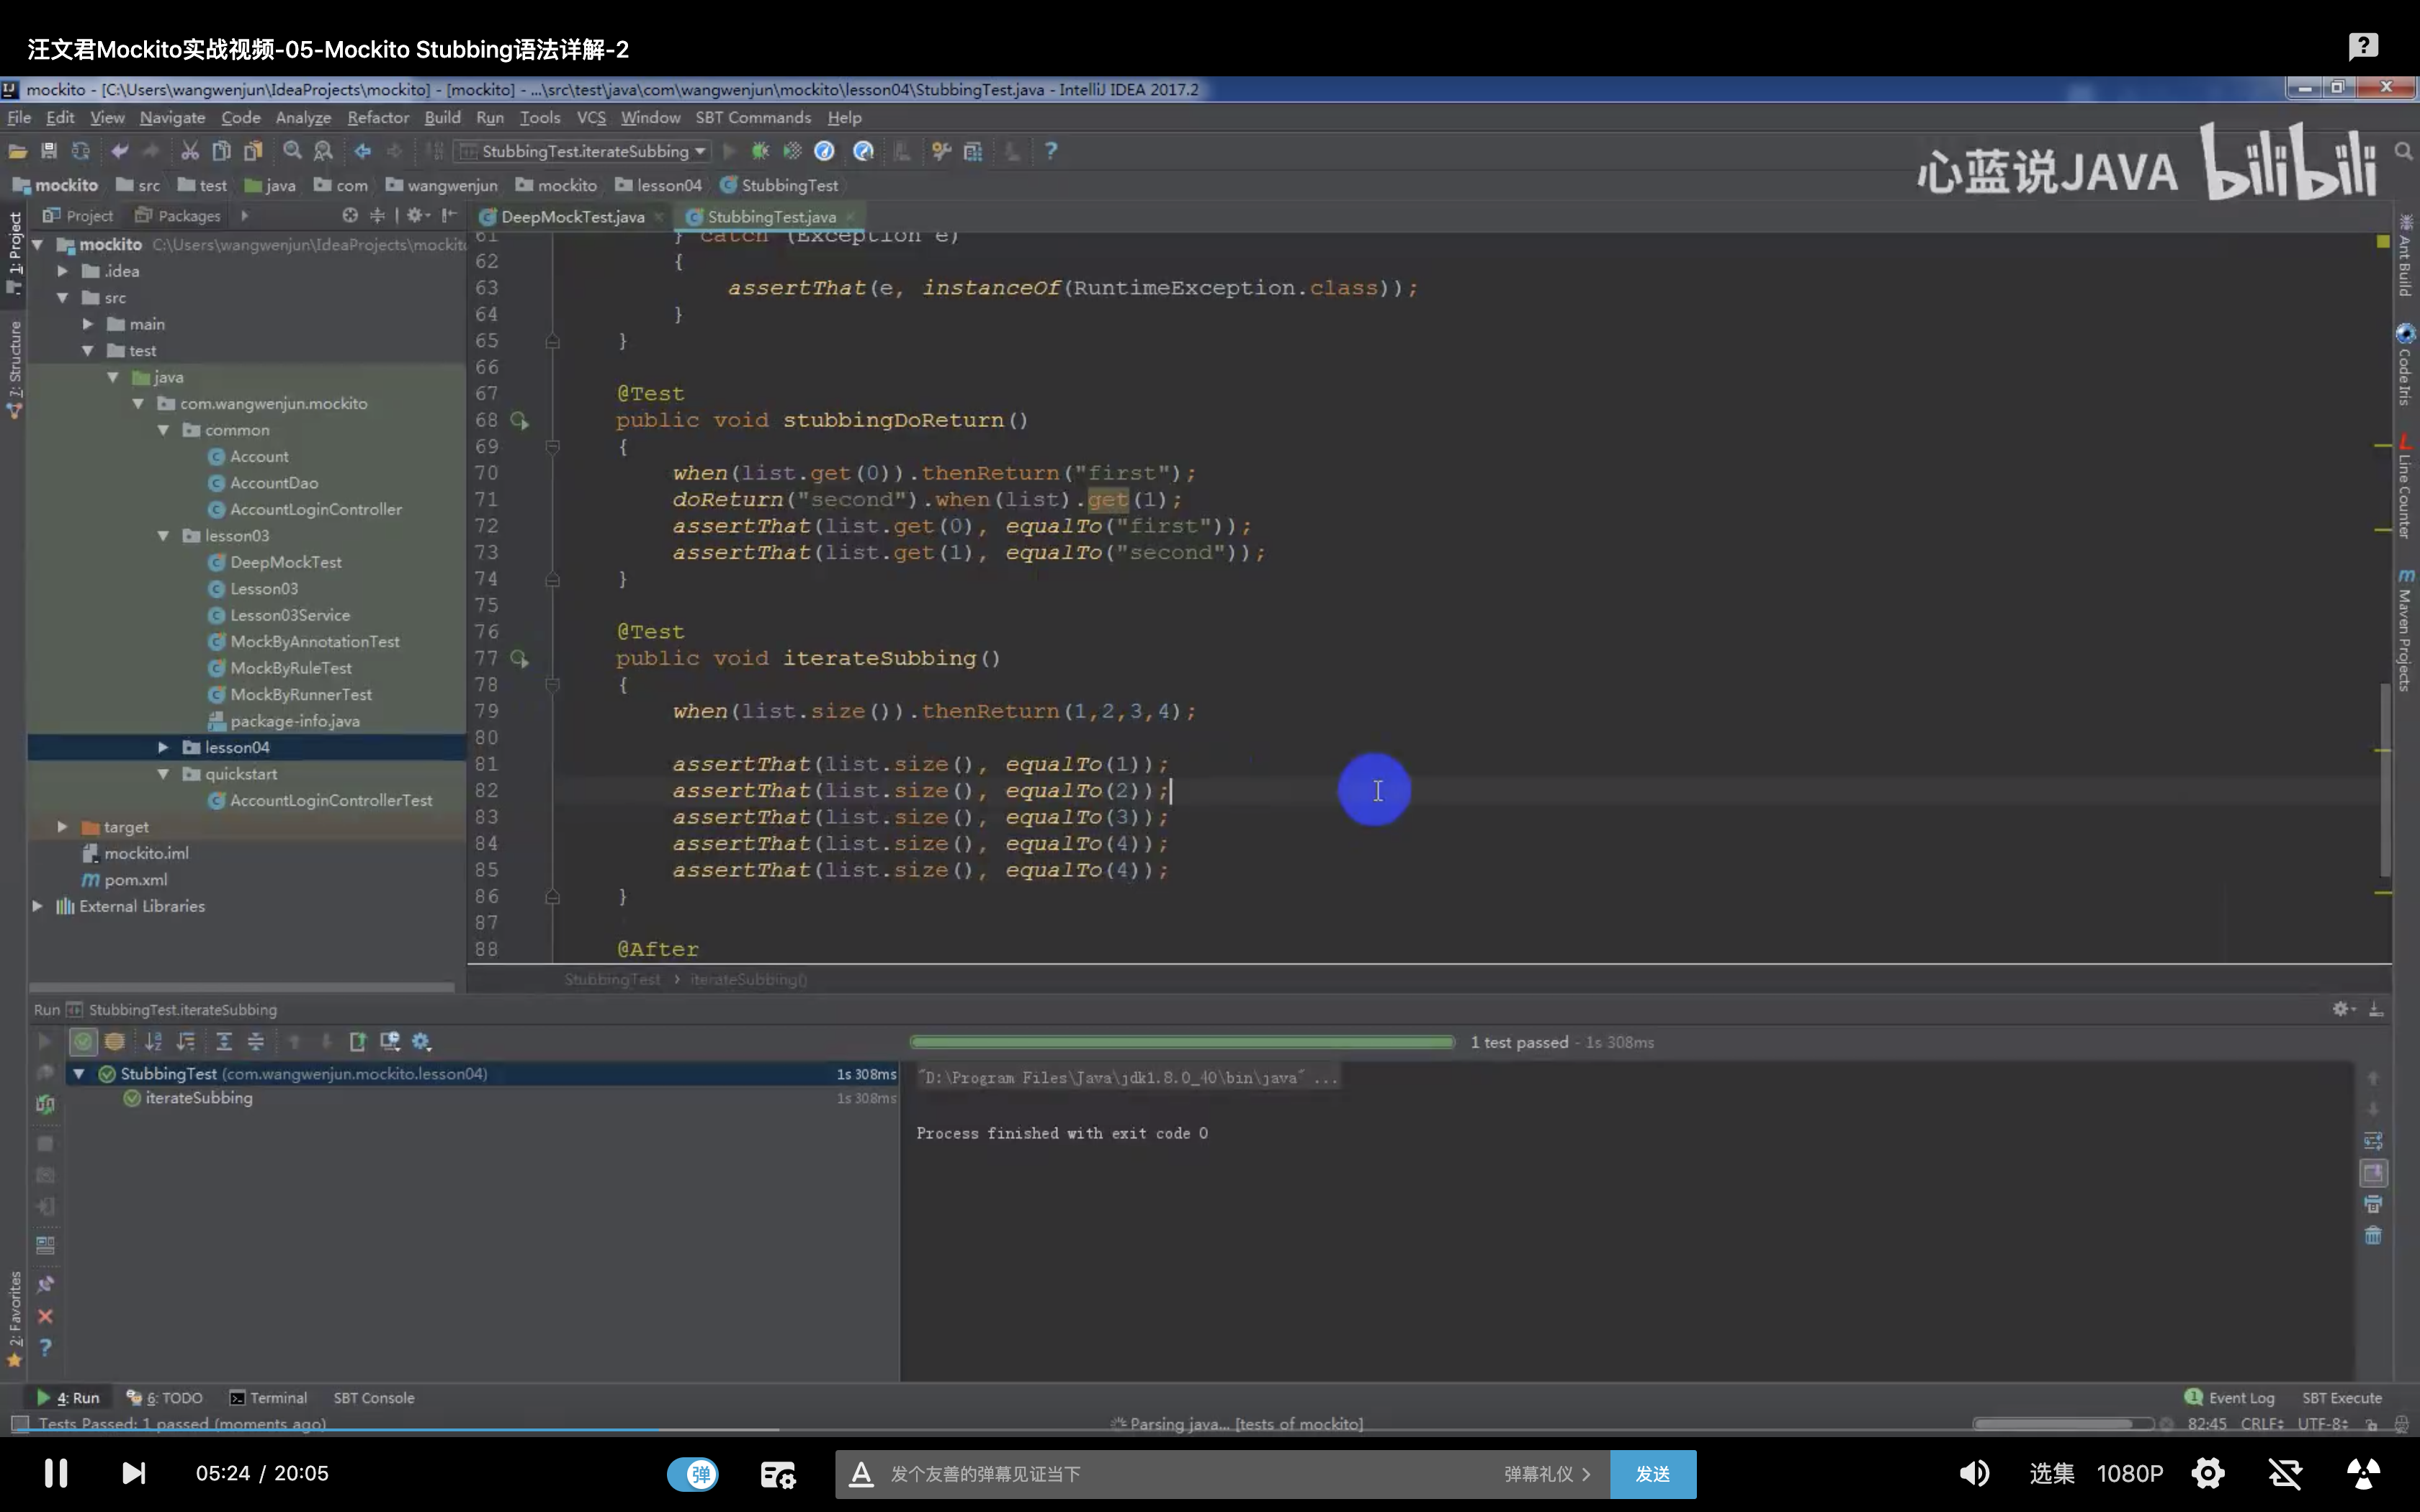 汪文君Mockito实战视频-05-Mockito Stubbing语法详解-2
mockito - [C:\Users\wangwenjun\IdeaProjects\mockito] - [mockito] - ...\src\test\java\com\wangwenjun\mockito\lesson04\StubbingTest.java - IntelliJ IDEA 2017.2
File Edit View Navigate Code Analyze Refactor Build Run Tools VCS Window SBT Commands Help
StubbingTest.iterateSubbing
心蓝说JAVA bilibili
mockito src test java com wangwenjun mockito lesson04 StubbingTest
Project Packages
DeepMockTest.java StubbingTest.java
1: Project
7: Structure
2: Favorites
mockito C:\Users\wangwenjun\IdeaProjects\mockito
.idea
src
main
test
java
com.wangwenjun.mockito
common
Account
AccountDao
AccountLoginController
lesson03
DeepMockTest
Lesson03
Lesson03Service
MockByAnnotationTest
MockByRuleTest
MockByRunnerTest
package-info.java
lesson04
quickstart
AccountLoginControllerTest
target
mockito.iml
pom.xml
External Libraries
61 } catch (Exception e)
62 {
63 assertThat(e, instanceOf(RuntimeException.class));
64 }
65 }
66
67 @Test
68 public void stubbingDoReturn()
69 {
70 when(list.get(0)).thenReturn("first");
71 doReturn("second").when(list).get(1);
72 assertThat(list.get(0), equalTo("first"));
73 assertThat(list.get(1), equalTo("second"));
74 }
75
76 @Test
77 public void iterateSubbing()
78 {
79 when(list.size()).thenReturn(1,2,3,4);
80
81 assertThat(list.size(), equalTo(1));
82 assertThat(list.size(), equalTo(2));
83 assertThat(list.size(), equalTo(3));
84 assertThat(list.size(), equalTo(4));
85 assertThat(list.size(), equalTo(4));
86 }
87
88 @After
StubbingTest › iterateSubbing()
Ant Build
Code Iris
Line Counter
Maven Projects
Run StubbingTest.iterateSubbing
1 test passed - 1s 308ms
StubbingTest (com.wangwenjun.mockito.lesson04) 1s 308ms
iterateSubbing 1s 308ms
"D:\Program Files\Java\jdk1.8.0_40\bin\java" ...
Process finished with exit code 0
4: Run 6: TODO Terminal SBT Console
1 Event Log SBT Execute
Tests Passed: 1 passed (moments ago)
Parsing java... [tests of mockito]
82:45 CRLF UTF-8
05:24 / 20:05
弹
发个友善的弹幕见证当下
弹幕礼仪 >
发送
选集 1080P